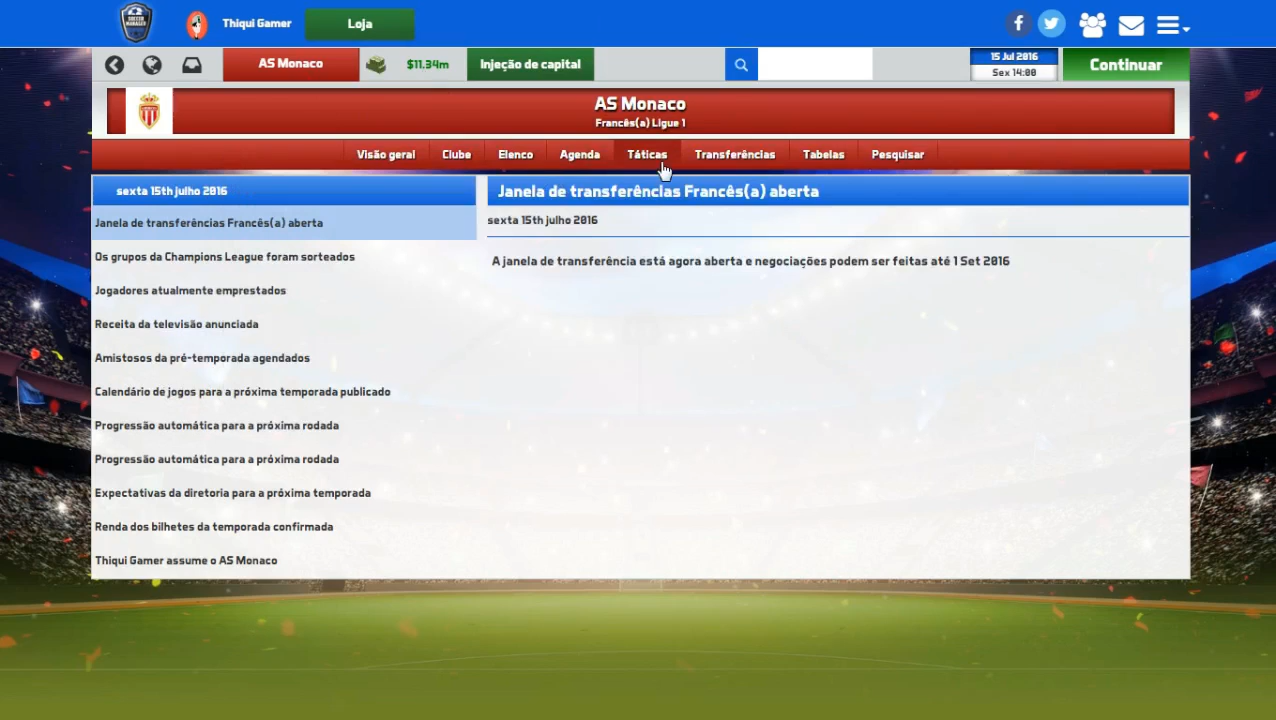 SOCCER MANAGER
Thiqui Gamer
Loja
AS Monaco
$11.34m
Injeção de capital
15 Jul 2016
Sex 14:00
Continuar
AS Monaco
Francês(a) Ligue 1
Visão geral
Clube
Elenco
Agenda
Táticas
Transferências
Tabelas
Pesquisar
sexta 15th julho 2016
Janela de transferências Francês(a) aberta
Os grupos da Champions League foram sorteados
Jogadores atualmente emprestados
Receita da televisão anunciada
Amistosos da pré-temporada agendados
Calendário de jogos para a próxima temporada publicado
Progressão automática para a próxima rodada
Progressão automática para a próxima rodada
Expectativas da diretoria para a próxima temporada
Renda dos bilhetes da temporada confirmada
Thiqui Gamer assume o AS Monaco
Janela de transferências Francês(a) aberta
sexta 15th julho 2016
A janela de transferência está agora aberta e negociações podem ser feitas até 1 Set 2016